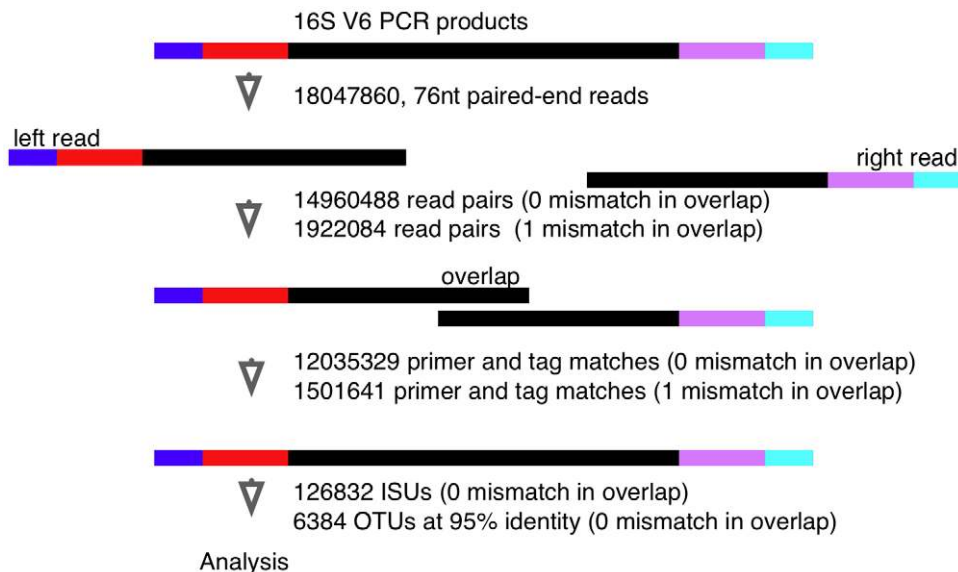 16S V6 PCR products
18047860, 76nt paired-end reads
left read
right read
14960488 read pairs (0 mismatch in overlap)
1922084 read pairs (1 mismatch in overlap)
overlap
12035329 primer and tag matches (0 mismatch in overlap)
1501641 primer and tag matches (1 mismatch in overlap)
126832 ISUs (0 mismatch in overlap)
6384 OTUs at 95% identity (0 mismatch in overlap)
Analysis